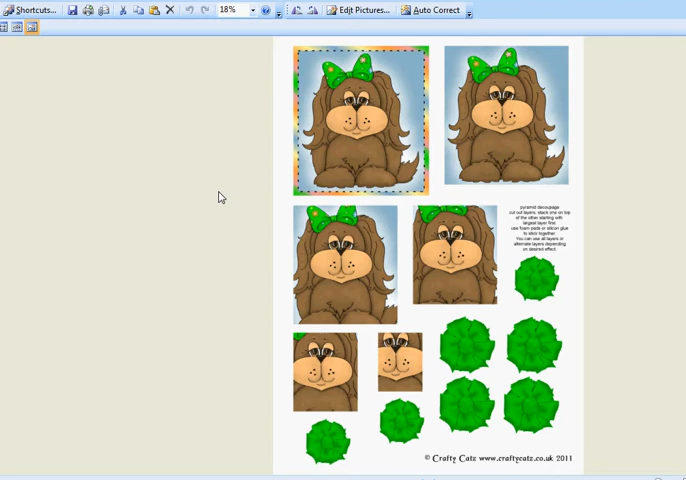 Shortcuts...
18%
Edit Pictures...
Auto Correct
pyramid decoupage
cut out layers. stack one on top
of the other starting with
largest layer first.
use foam pads or silicon glue
to stick together
You can use all layers or
alternate layers depending
on desired effect.
© Crafty Catz www.craftycatz.co.uk 2011